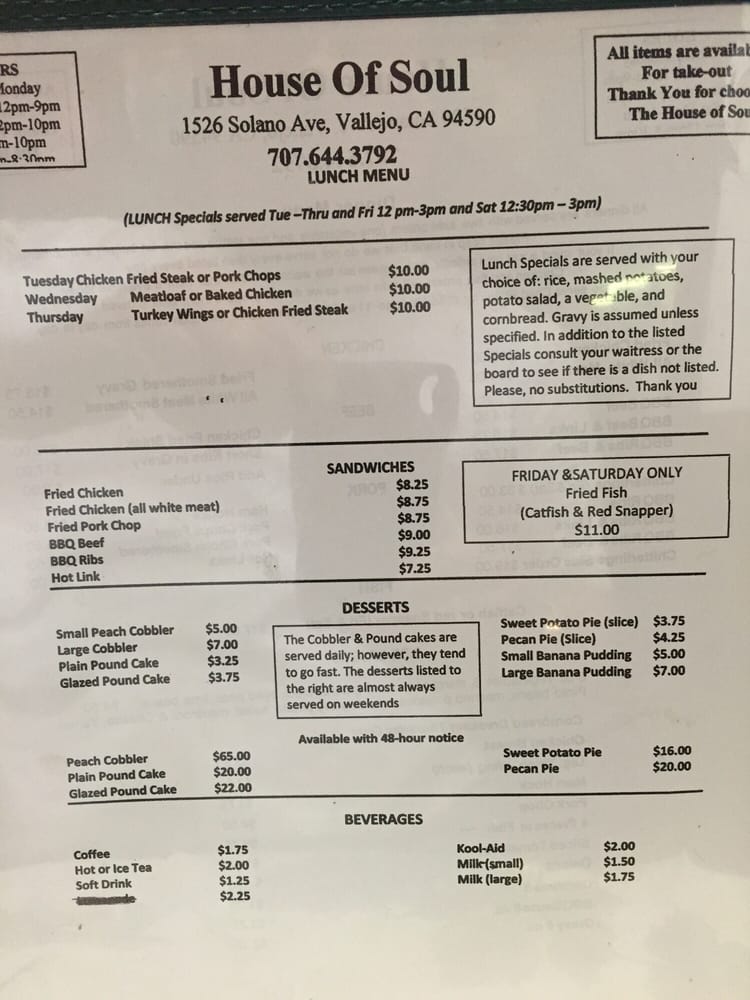 RS
Monday
12pm-9pm
2pm-10pm
m-10pm
House Of Soul
1526 Solano Ave, Vallejo, CA 94590
707.644.3792
LUNCH MENU
All items are
For take-out
Thank You for
The House of
(LUNCH Specials served Tue –Thru and Fri 12 pm-3pm and Sat 12:30pm – 3pm)
Tuesday Chicken Fried Steak or Pork Chops $10.00
Wednesday Meatloaf or Baked Chicken $10.00
Thursday Turkey Wings or Chicken Fried Steak $10.00
Lunch Specials are served with your
choice of: rice, mashed potatoes,
potato salad, a vegetable, and
cornbread. Gravy is assumed unless
specified. In addition to the listed
Specials consult your waitress or the
board to see if there is a dish not listed.
Please, no substitutions. Thank you
SANDWICHES
Fried Chicken $8.25
Fried Chicken (all white meat) $8.75
Fried Pork Chop $8.75
BBQ Beef $9.00
BBQ Ribs $9.25
Hot Link $7.25
FRIDAY &SATURDAY ONLY
Fried Fish
(Catfish & Red Snapper)
$11.00
DESSERTS
Small Peach Cobbler $5.00
Large Cobbler $7.00
Plain Pound Cake $3.25
Glazed Pound Cake $3.75
The Cobbler & Pound cakes are
served daily; however, they tend
to go fast. The desserts listed to
the right are almost always
served on weekends
Sweet Potato Pie (slice) $3.75
Pecan Pie (Slice) $4.25
Small Banana Pudding $5.00
Large Banana Pudding $7.00
Available with 48-hour notice
Peach Cobbler $65.00
Plain Pound Cake $20.00
Glazed Pound Cake $22.00
Sweet Potato Pie $16.00
Pecan Pie $20.00
BEVERAGES
Coffee $1.75
Hot or Ice Tea $2.00
Soft Drink $1.25
$2.25
Kool-Aid $2.00
Milk (small) $1.50
Milk (large) $1.75